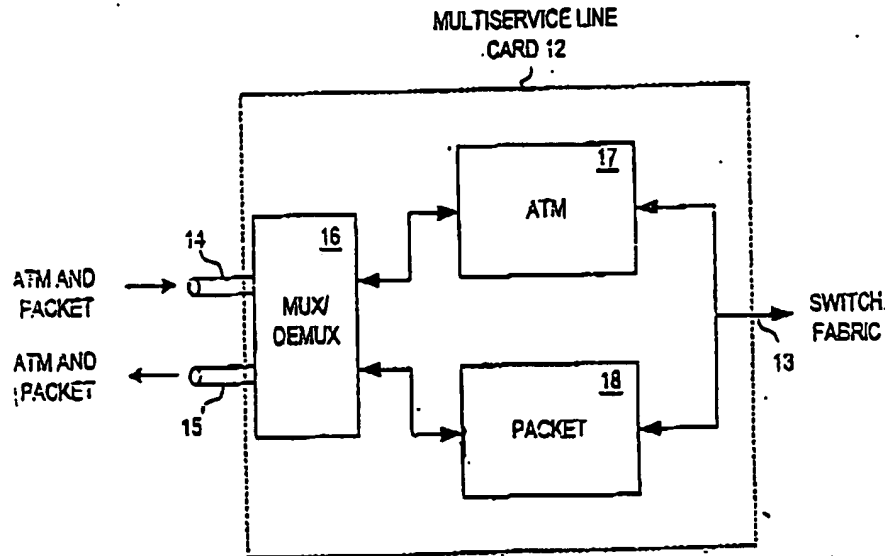 MULTISERVICE LINE
CARD 12
17
ATM
14
16
ATM AND
PACKET
MUX/
DEMUX
SWITCH
FABRIC
13
ATM AND
PACKET
15
18
PACKET